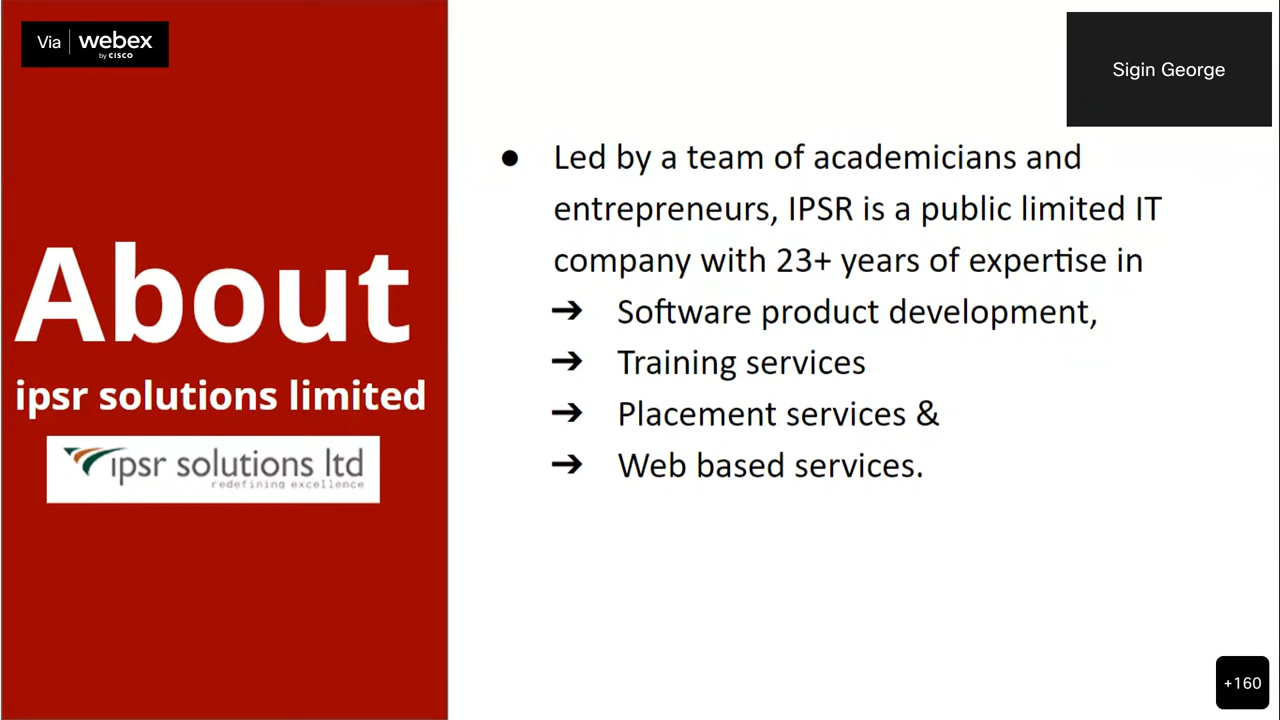 Via | webex
by CISCO
Sigin George
About
ipsr solutions limited
ipsr solutions ltd
redefining excellence
● Led by a team of academicians and
entrepreneurs, IPSR is a public limited IT
company with 23+ years of expertise in
➔ Software product development,
➔ Training services
➔ Placement services &
➔ Web based services.
+160